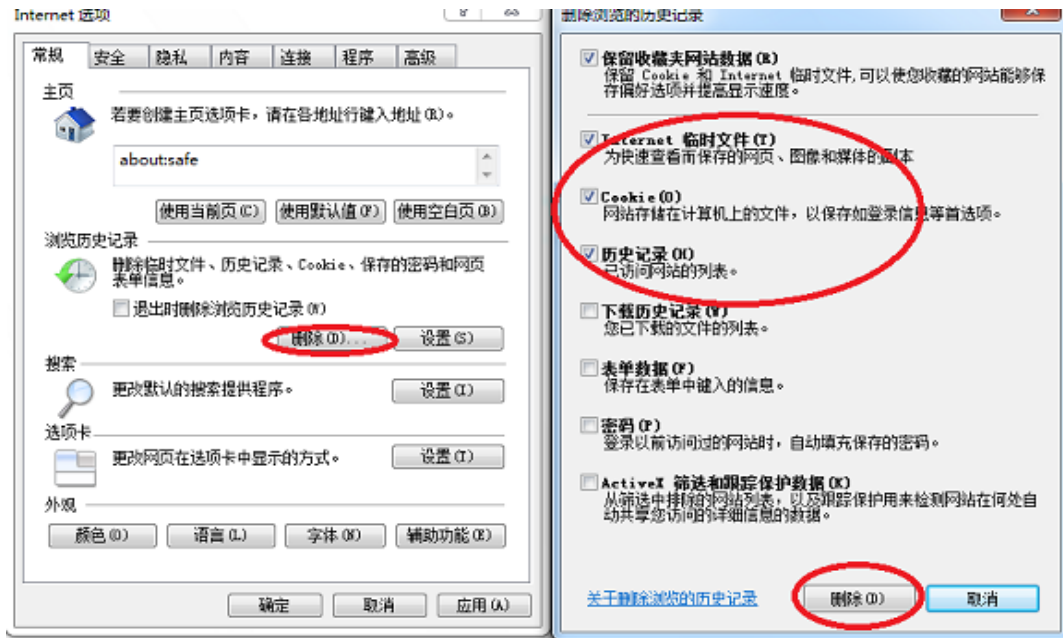 Internet 选项
常规 安全 隐私 内容 连接 程序 高级
主页
若要创建主页选项卡，请在各地址行键入地址(R)。
about:safe
使用当前页(C) 使用默认值(F) 使用空白页(B)
浏览历史记录
删除临时文件、历史记录、Cookie、保存的密码和网页
表单信息。
退出时删除浏览历史记录(W)
删除(D)... 设置(S)
搜索
更改默认的搜索提供程序。 设置(I)
选项卡
更改网页在选项卡中显示的方式。 设置(T)
外观
颜色(O) 语言(L) 字体(N) 辅助功能(E)
确定 取消 应用(A)
删除浏览的历史记录
保留收藏夹网站数据(R)
保留 Cookie 和 Internet 临时文件,可以使您收藏的网站能够保
存偏好选项并提高显示速度。
Internet 临时文件(T)
为快速查看而保存的网页、图像和媒体的副本
Cookie(O)
网站存储在计算机上的文件，以保存如登录信息等首选项。
历史记录(H)
已访问网站的列表。
下载历史记录(W)
您已下载的文件的列表。
表单数据(F)
保存在表单中键入的信息。
密码(P)
登录以前访问过的网站时，自动填充保存的密码。
ActiveX 筛选和跟踪保护数据(K)
从筛选中排除的网站列表，以及跟踪保护用来检测网站在何处自
动共享您访问的详细信息的数据。
关于删除浏览的历史记录 删除(D) 取消